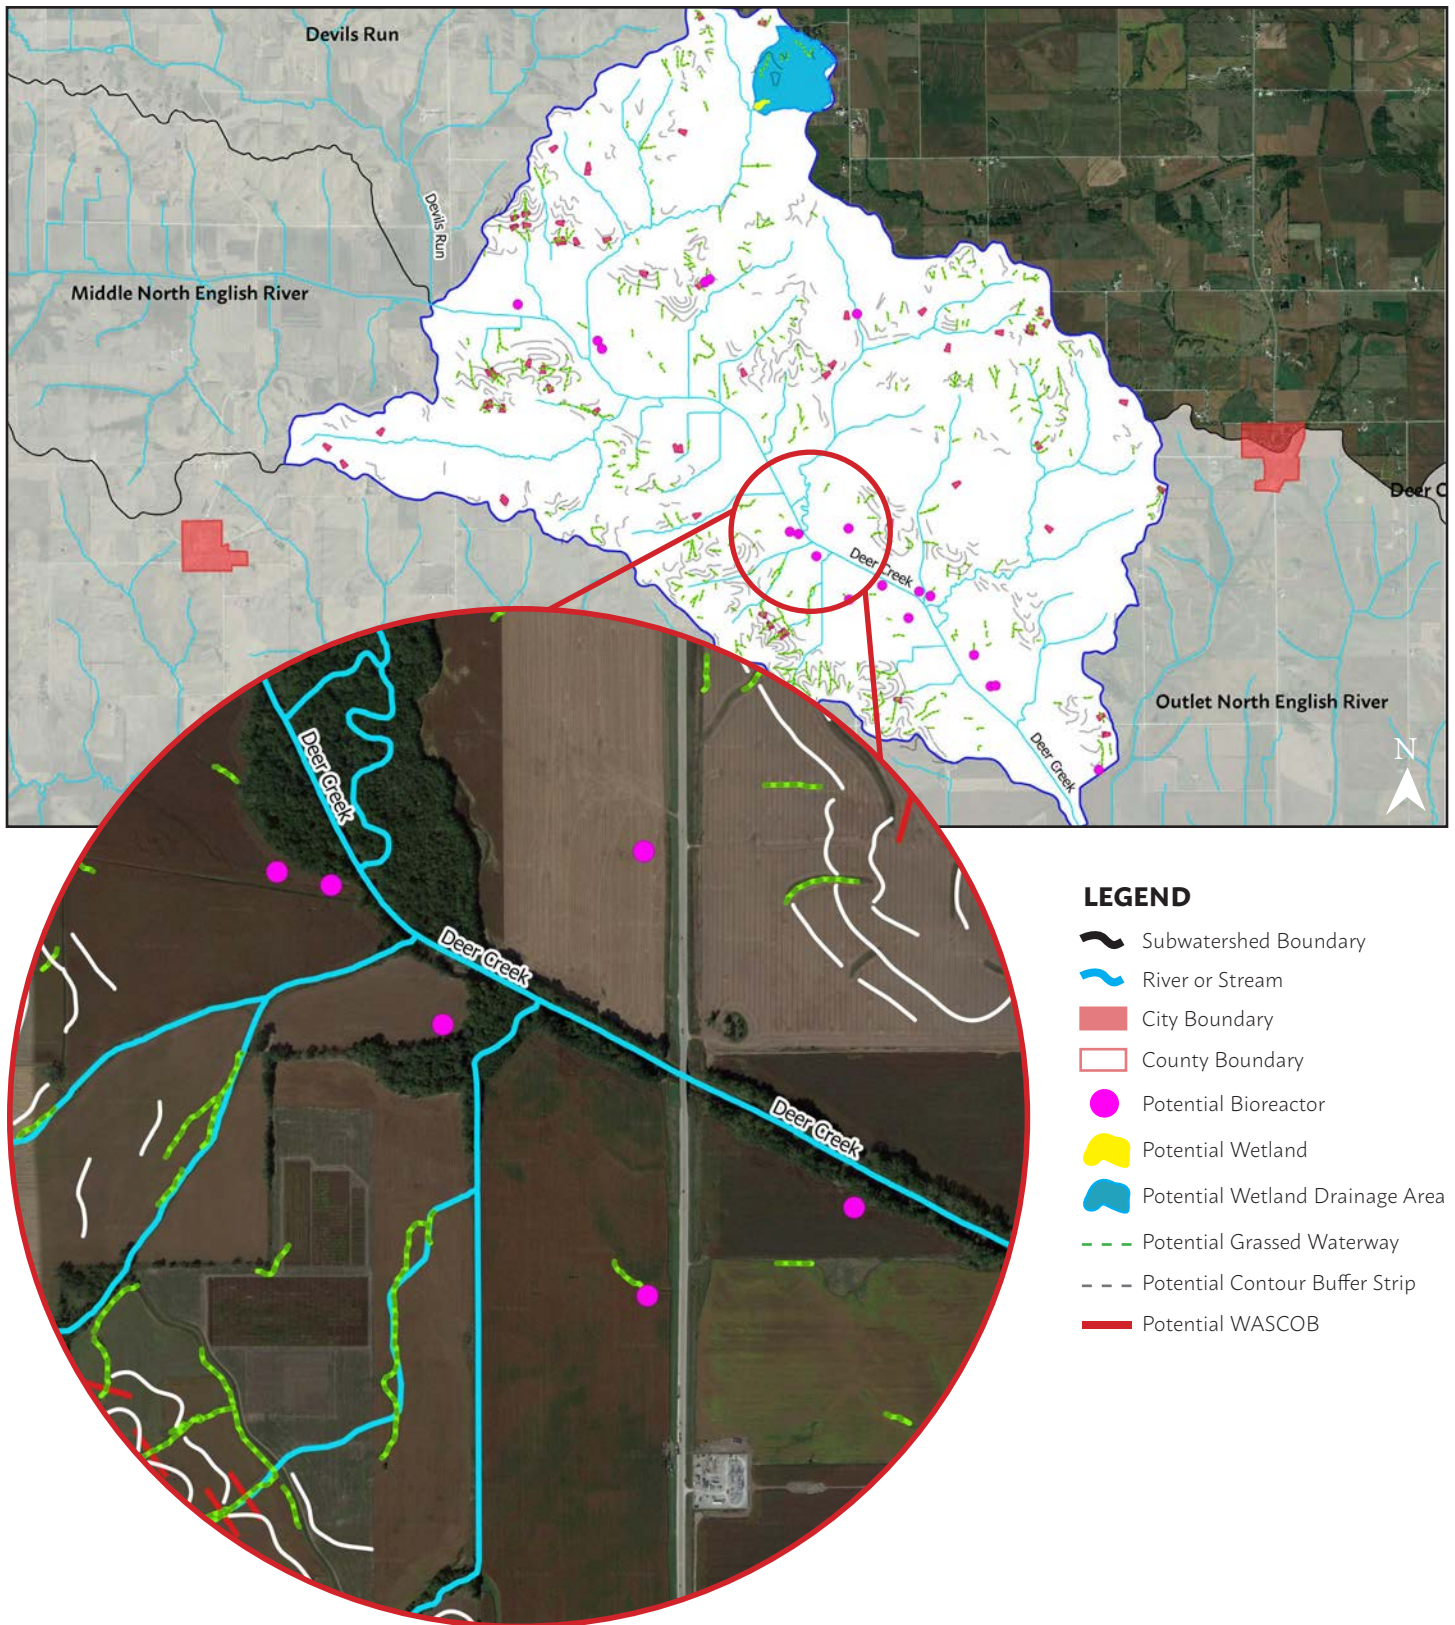 Devils Run
Devils Run
Middle North English River
Deer C
Deer Creek
Outlet North English River
Deer Creek
N
Deer Creek
Deer Creek
Deer Creek
LEGEND
Subwatershed Boundary
River or Stream
City Boundary
County Boundary
Potential Bioreactor
Potential Wetland
Potential Wetland Drainage Area
Potential Grassed Waterway
Potential Contour Buffer Strip
Potential WASCOB